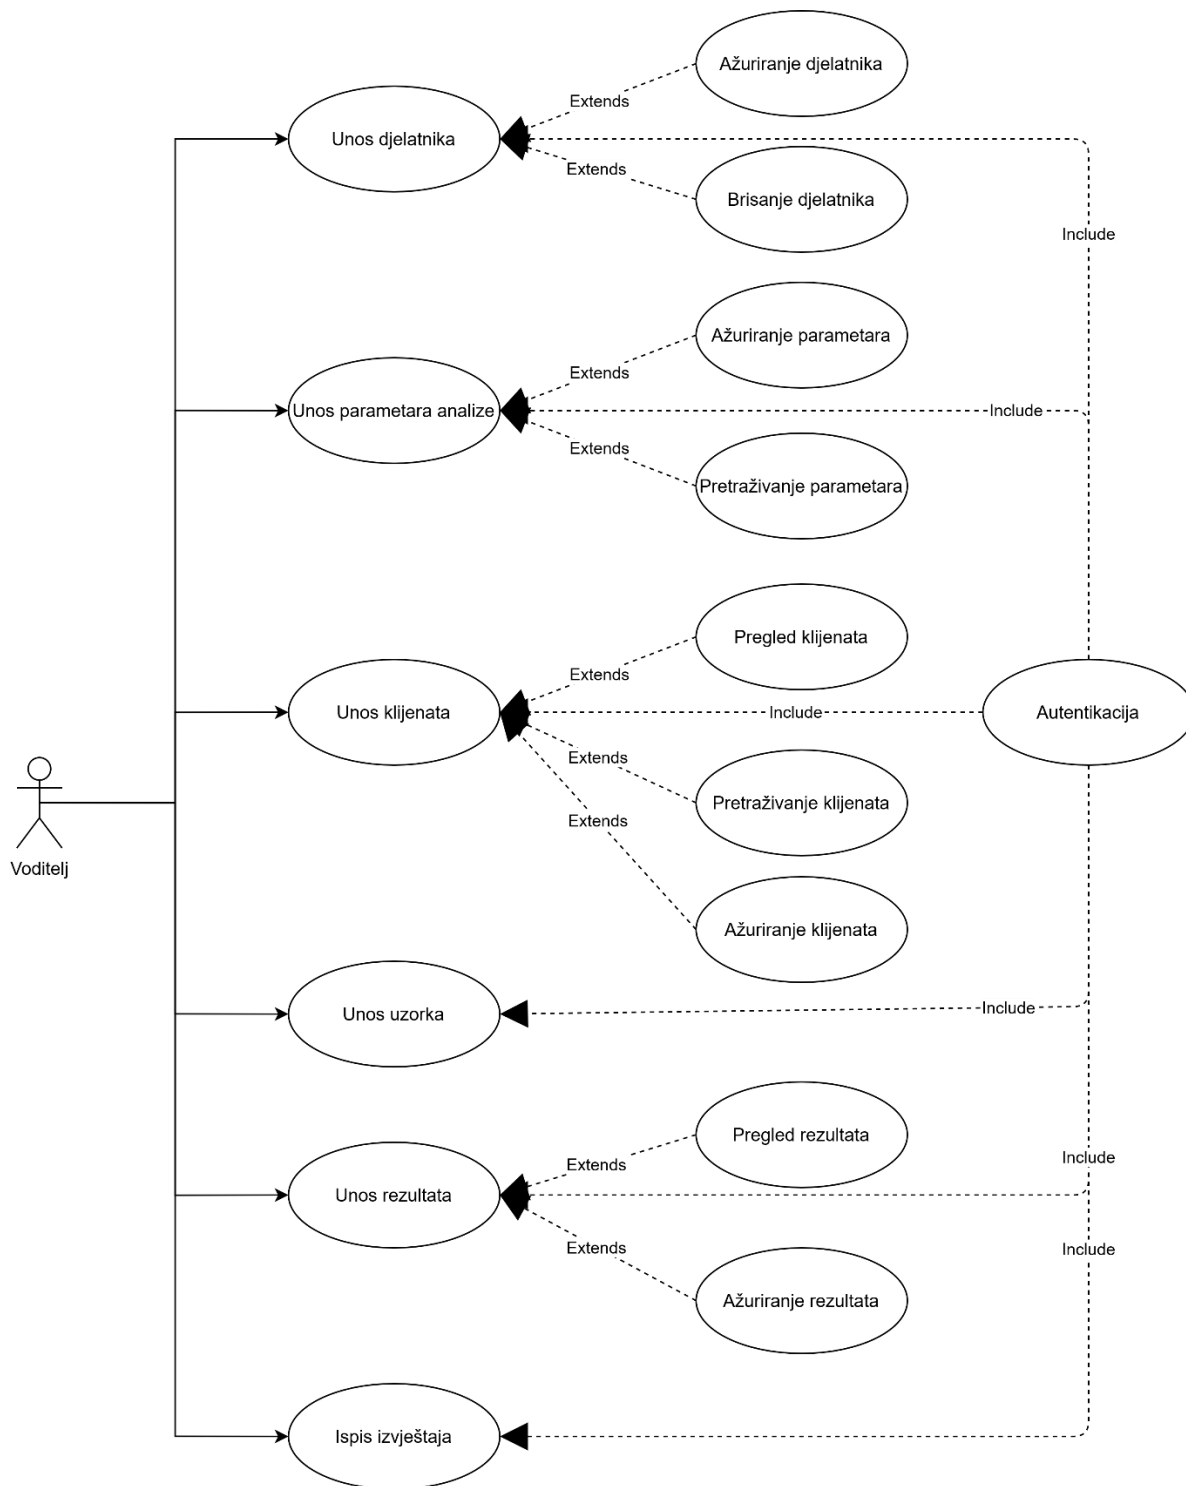 Ažuriranje djelatnika
Extends
Unos djelatnika
Extends
Brisanje djelatnika
Include
Ažuriranje parametara
Extends
Unos parametara analize
Include
Extends
Pretraživanje parametara
Pregled klijenata
Extends
Unos klijenata
Include
Autentikacija
Extends
Pretraživanje klijenata
Extends
Voditelj
Ažuriranje klijenata
Unos uzorka
Include
Pregled rezultata
Extends
Include
Unos rezultata
Extends
Include
Ažuriranje rezultata
Ispis izvještaja